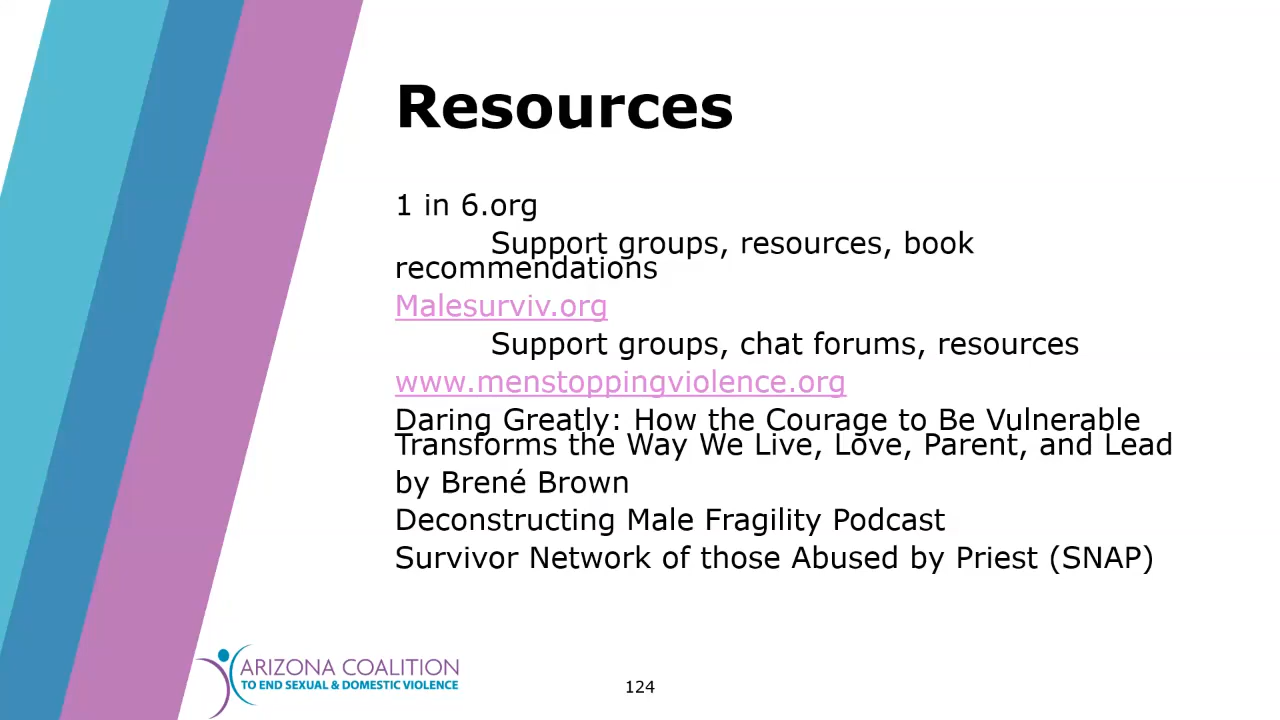 Resources
1 in 6.org
Support groups, resources, book
recommendations
Malesurviv.org
Support groups, chat forums, resources
www.menstoppingviolence.org
Daring Greatly: How the Courage to Be Vulnerable
Transforms the Way We Live, Love, Parent, and Lead
by Brené Brown
Deconstructing Male Fragility Podcast
Survivor Network of those Abused by Priest (SNAP)
ARIZONA COALITION
TO END SEXUAL & DOMESTIC VIOLENCE
124